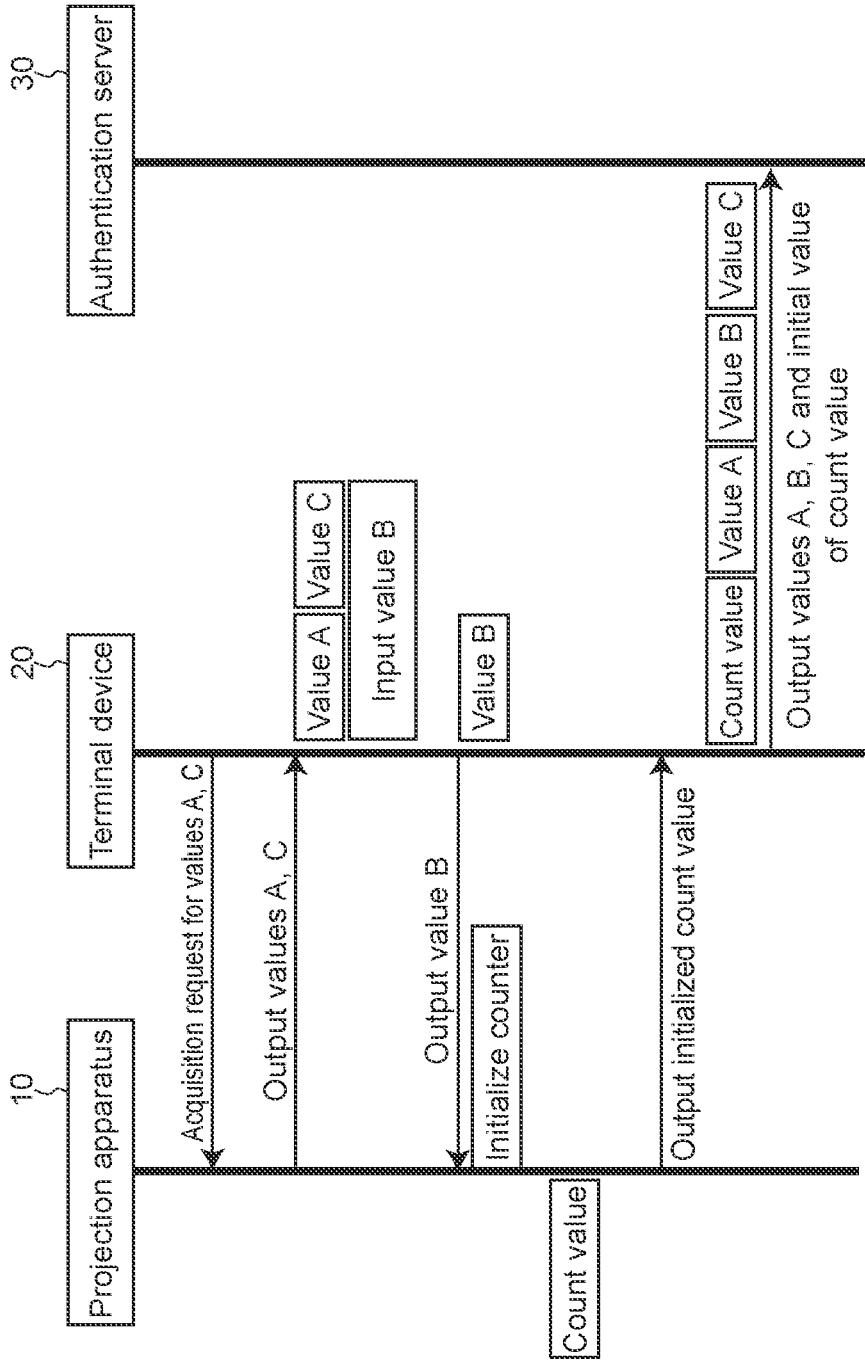 10
Projection apparatus
20
Terminal device
30
Authentication server
Acquisition request for values A, C
Output values A, C
Value A
Value C
Input value B
Output value B
Value B
Initialize counter
Count value
Output initialized count value
Count value
Value A
Value B
Value C
Output values A, B, C and initial value
of count value